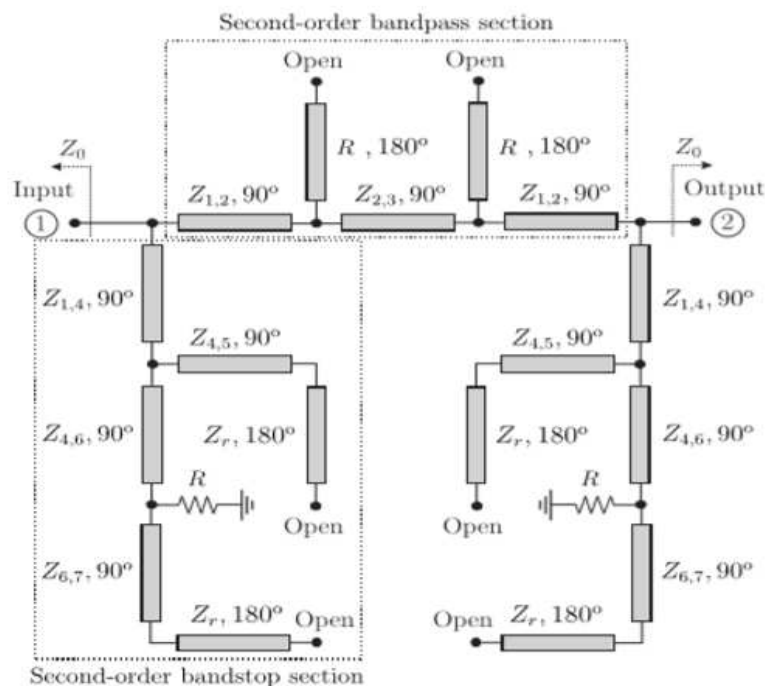 Second-order bandpass section
Open Open
R , 180° R , 180°
Z0 Z0
Input Output
Z1,2, 90° Z2,3, 90° Z1,2, 90°
1 2
Z1,4, 90° Z1,4, 90°
Z4,5, 90° Z4,5, 90°
Z4,6, 90° Zr, 180° Zr, 180° Z4,6, 90°
R R
Open Open
Z6,7, 90° Z6,7, 90°
Zr, 180° Open Open Zr, 180°
Second-order bandstop section